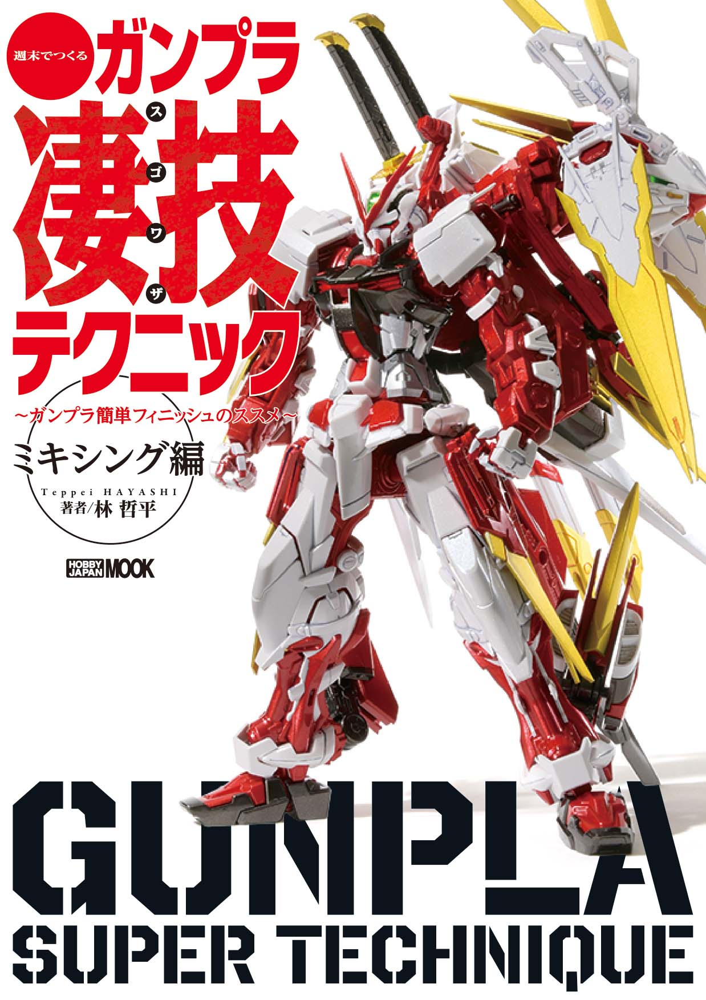 週末でつくる
ガンプラ
凄技
スゴワザ
テクニック
～ガンプラ簡単フィニッシュのススメ～
ミキシング編
Teppei HAYASHI
著者/林 哲平
HOBBY JAPAN MOOK
GUNPLA
SUPER TECHNIQUE